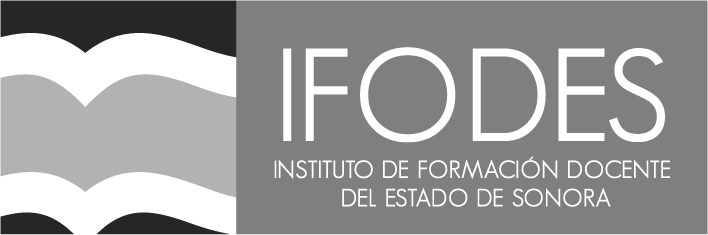 IFODES
INSTITUTO DE FORMACIÓN DOCENTE
DEL ESTADO DE SONORA